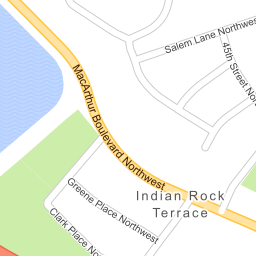 Salem Lane Northwest
45th Street No
MacArthur Boulevard Northwest
Indian Rock
Terrace
Greene Place Northwest
Clark Place No